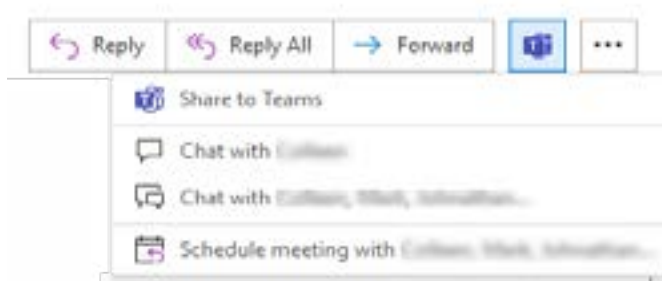 Reply Reply All Forward
Share to Teams
Chat with
Chat with
Schedule meeting with